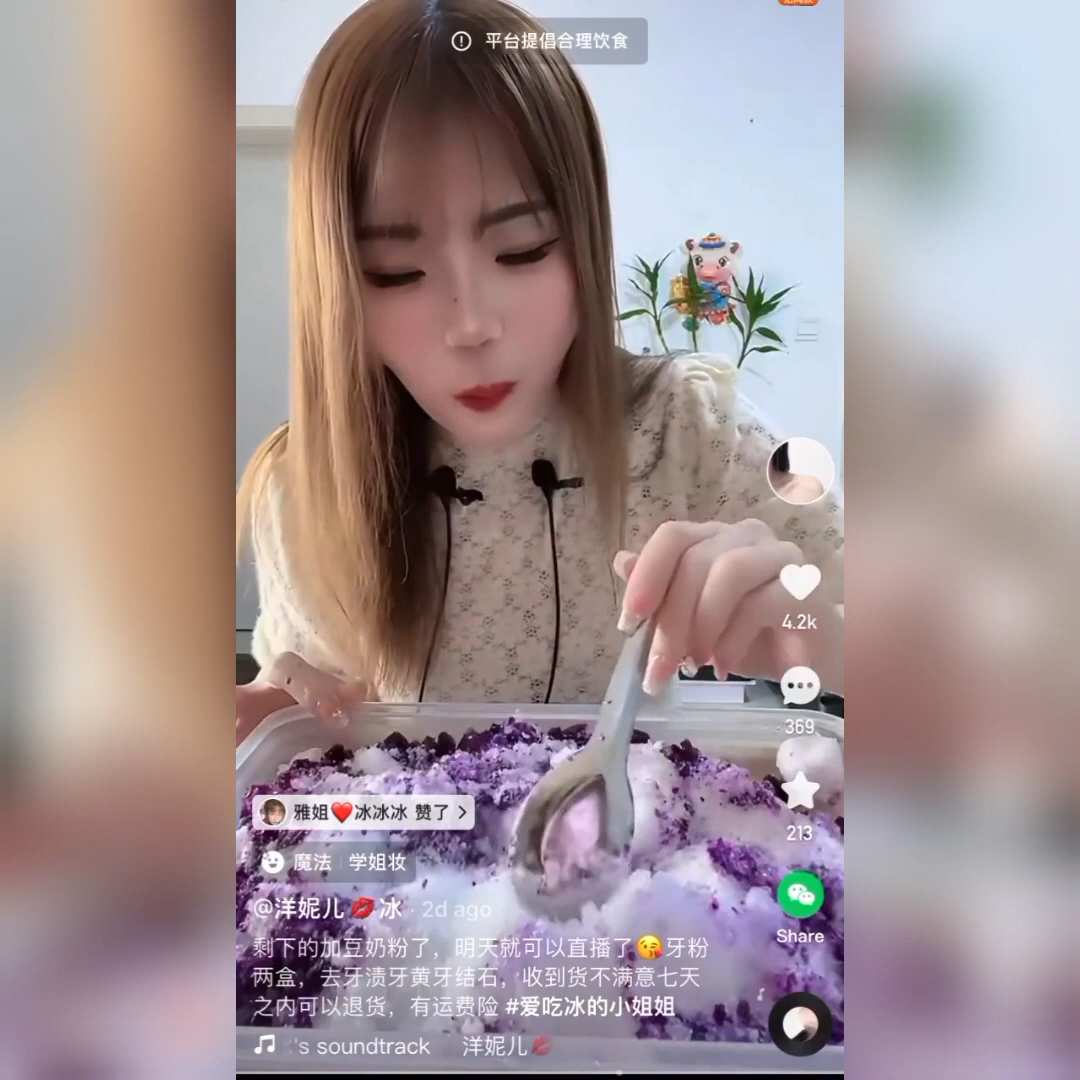 平台提倡合理饮食
4.2k
369
雅姐❤️冰冰冰 赞了 >
213
魔法 | 学姐妆
@洋妮儿💋冰 · 2d ago
Share
剩下的加豆奶粉了，明天就可以直播了😘牙粉
两盒，去牙渍牙黄牙结石，收到货不满意七天
之内可以退货，有运费险 #爱吃冰的小姐姐
's soundtrack 洋妮儿💋